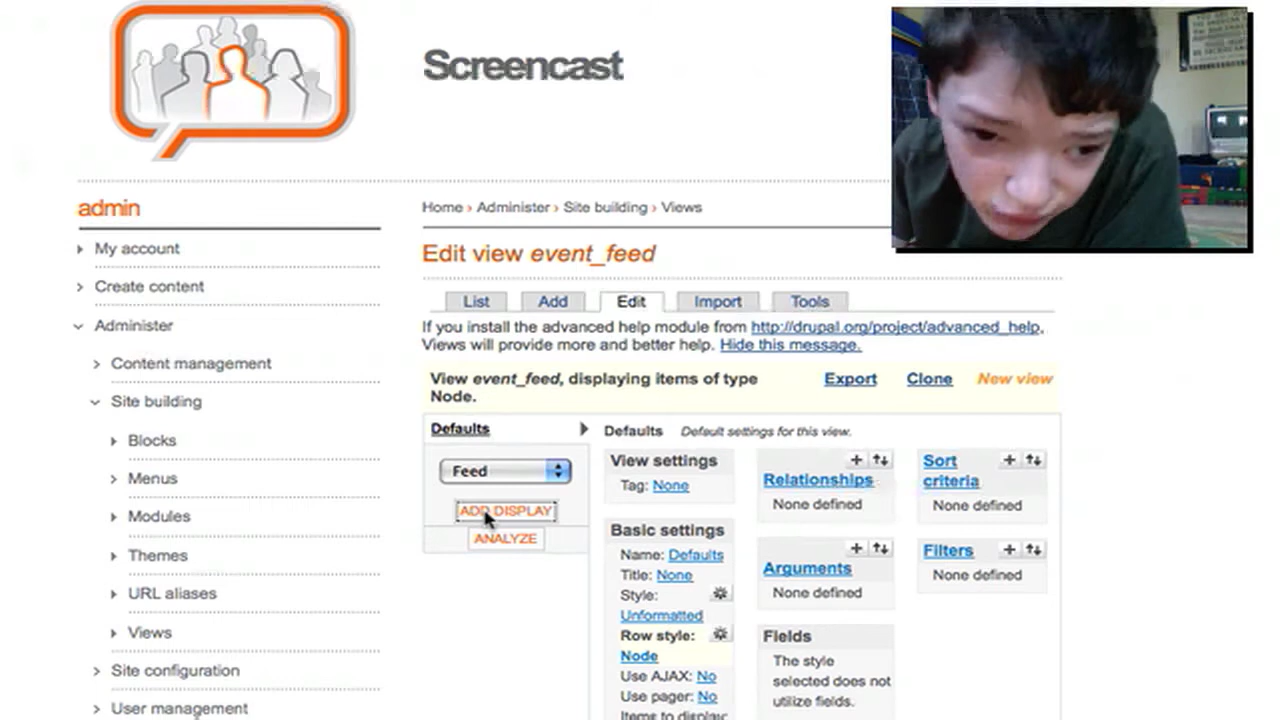 Screencast
admin
My account
Create content
Administer
Content management
Site building
Blocks
Menus
Modules
Themes
URL aliases
Views
Site configuration
User management
Home › Administer › Site building › Views
Edit view event_feed
List Add Edit Import Tools
If you install the advanced help module from http://drupal.org/project/advanced_help,
Views will provide more and better help. Hide this message.
View event_feed, displaying items of type
Node.
Export Clone New view
Defaults
Feed
ADD DISPLAY
ANALYZE
Defaults Default settings for this view.
View settings
Tag: None
Basic settings
Name: Defaults
Title: None
Style:
Unformatted
Row style:
Node
Use AJAX: No
Use pager: No
Items to display:
Relationships
None defined
Arguments
None defined
Fields
The style
selected does not
utilize fields.
Sort
criteria
None defined
Filters
None defined